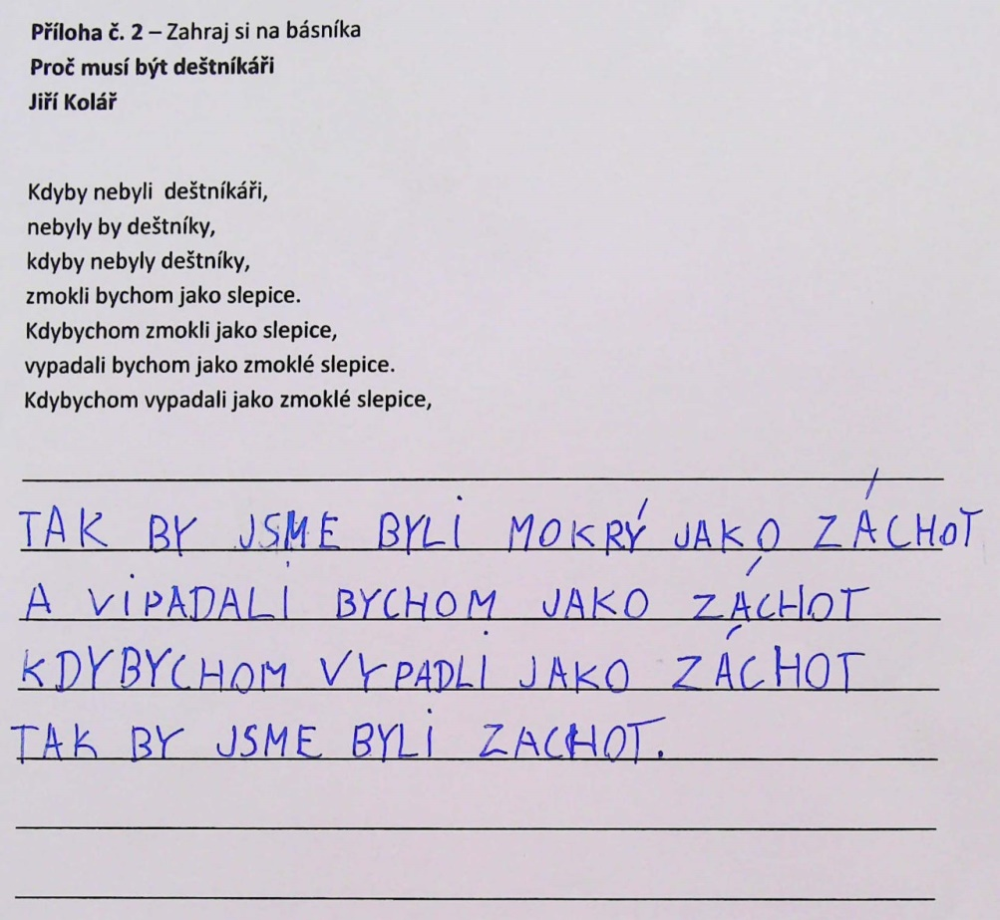 Příloha č. 2 – Zahraj si na básníka
Proč musí být deštníkáři
Jiří Kolář
Kdyby nebyli deštníkáři,
nebyly by deštníky,
kdyby nebyly deštníky,
zmokli bychom jako slepice.
Kdybychom zmokli jako slepice,
vypadali bychom jako zmoklé slepice.
Kdybychom vypadali jako zmoklé slepice,
TAK BY JSME BYLI MOKRÝ JAKO ZÁCHOT
A VIPADALI BYCHOM JAKO ZÁCHOT
KDYBYCHOM VYPADLI JAKO ZÁCHOT
TAK BY JSME BYLI ZACHOT.